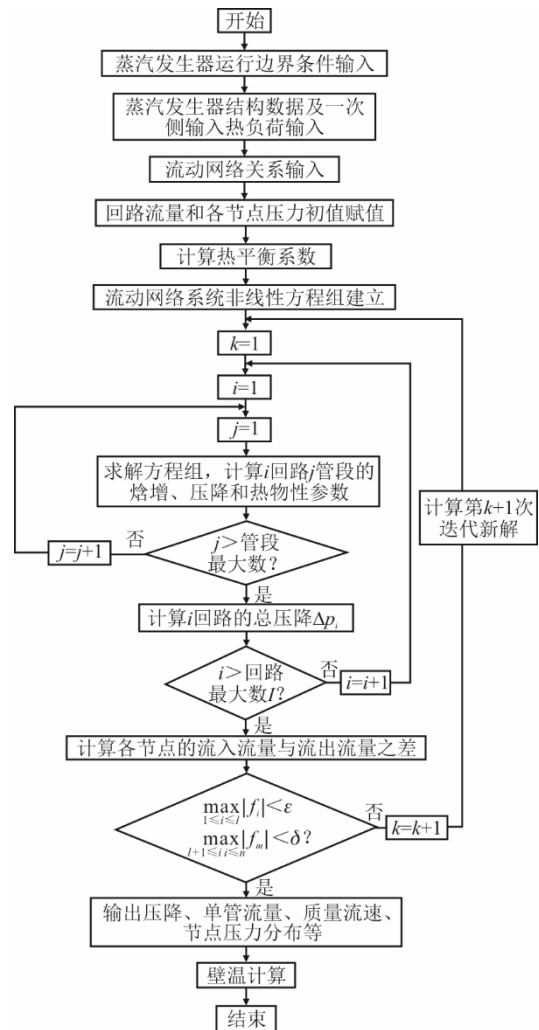 开始
蒸汽发生器运行边界条件输入
蒸汽发生器结构数据及一次
侧输入热负荷输入
流动网络关系输入
回路流量和各节点压力初值赋值
计算热平衡系数
流动网络系统非线性方程组建立
k=1
i=1
j=1
求解方程组，计算i回路j管段的
焓增、压降和热物性参数
计算第k+1次
迭代新解
j=j+1
否
j＞管段
最大数？
是
计算i回路的总压降Δp_i
i＞回路
最大数I？
否
i=i+1
是
计算各节点的流入流量与流出流量之差
max|f_i|＜ε
1≤i≤l
max|f_m|＜δ？
l+1≤i i≤n
否
k=k+1
是
输出压降、单管流量、质量流速、
节点压力分布等
壁温计算
结束